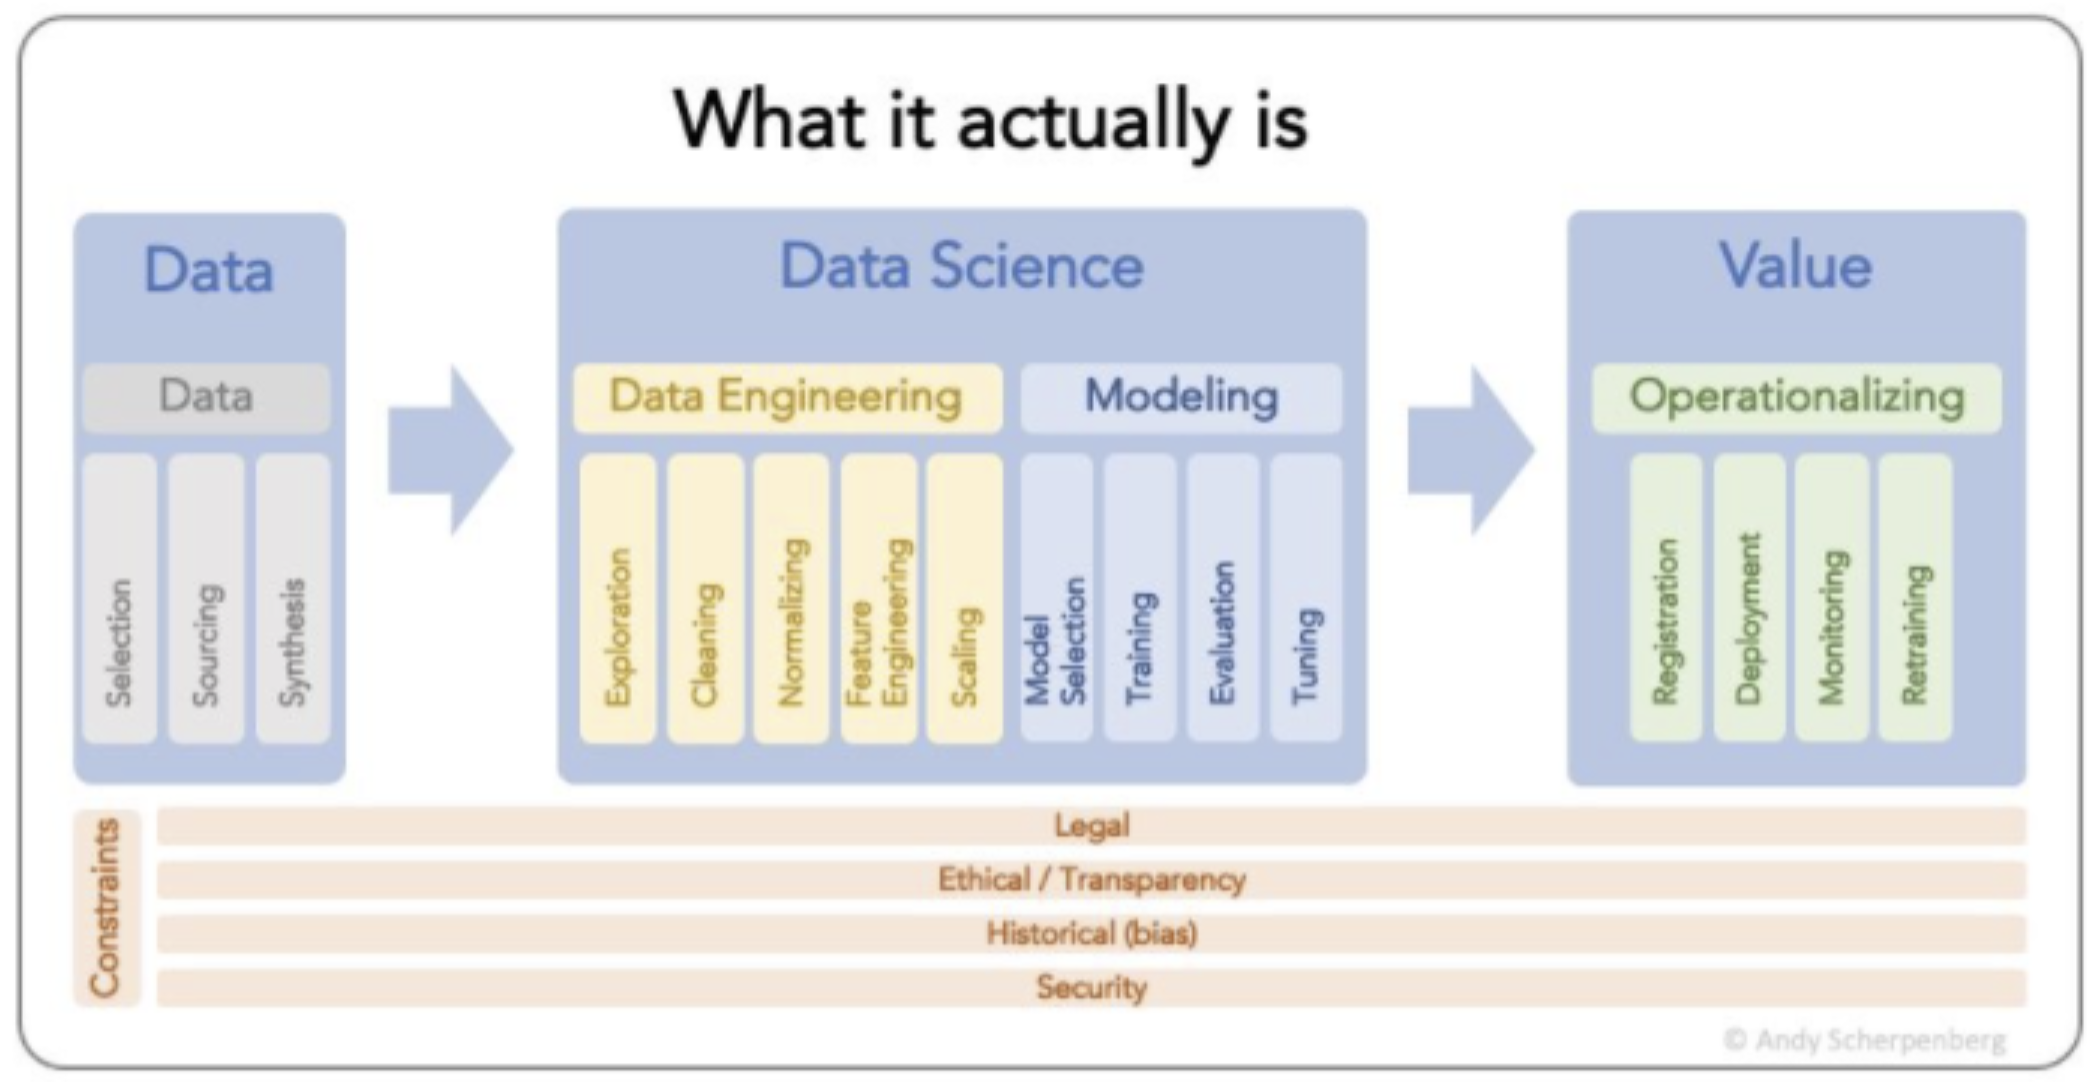 What it actually is
Data
Data
Selection
Sourcing
Synthesis
Data Science
Data Engineering
Exploration
Cleaning
Normalizing
Feature
Engineering
Scaling
Modeling
Model
Selection
Training
Evaluation
Tuning
Value
Operationalizing
Registration
Deployment
Monitoring
Retraining
Constraints
Legal
Ethical / Transparency
Historical (bias)
Security
© Andy Scherpenberg